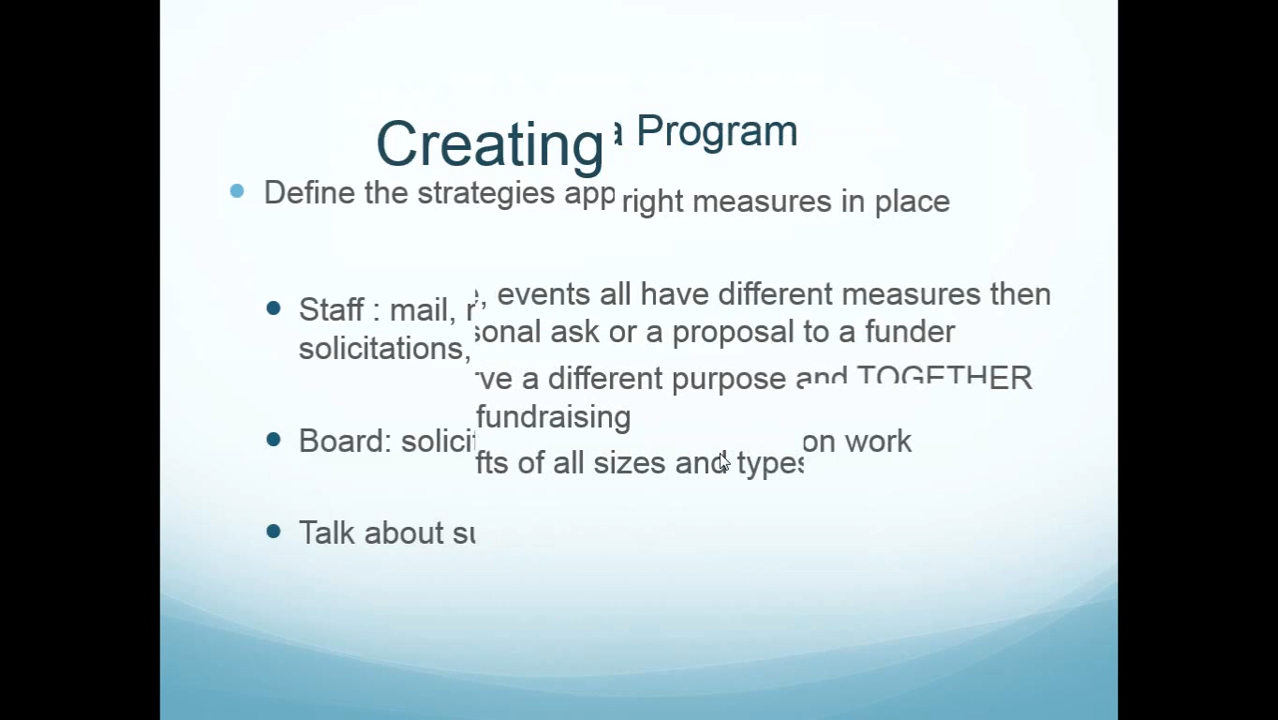 Creating a Program
Define the strategies app right measures in place
Staff : mail, , events all have different measures then
solicitations, sonal ask or a proposal to a funder
rve a different purpose and TOGETHER
fundraising
Board: solicit on work
fts of all sizes and types
Talk about su